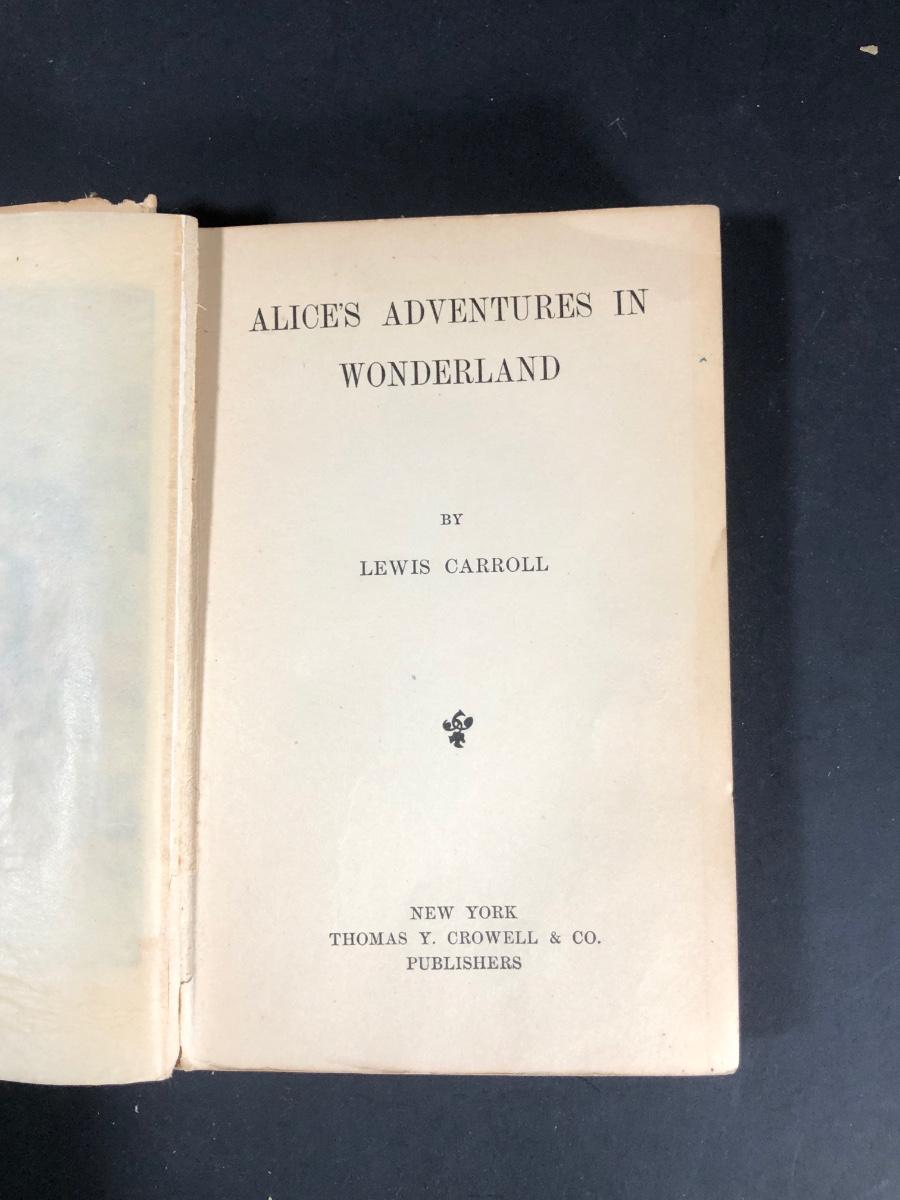 ALICE'S ADVENTURES IN
WONDERLAND
BY
LEWIS CARROLL
NEW YORK
THOMAS Y. CROWELL & CO.
PUBLISHERS